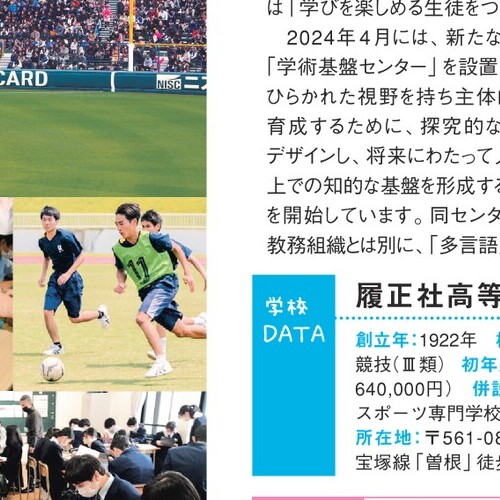 CARD
NISC
は「学びを楽しめる生徒をつ
2024年4月には、新たな
「学術基盤センター」を設置
ひらかれた視野を持ち主体
育成するために、探究的な
デザインし、将来にわたって
上での知的な基盤を形成す
を開始しています。同セン
教務組織とは別に、「多言語
11
学校
DATA
履正社高等
創立年：1922年
競技（Ⅲ類） 初年
640,000円） 併設
スポーツ専門学校
所在地：〒561-08
宝塚線「曽根」徒歩